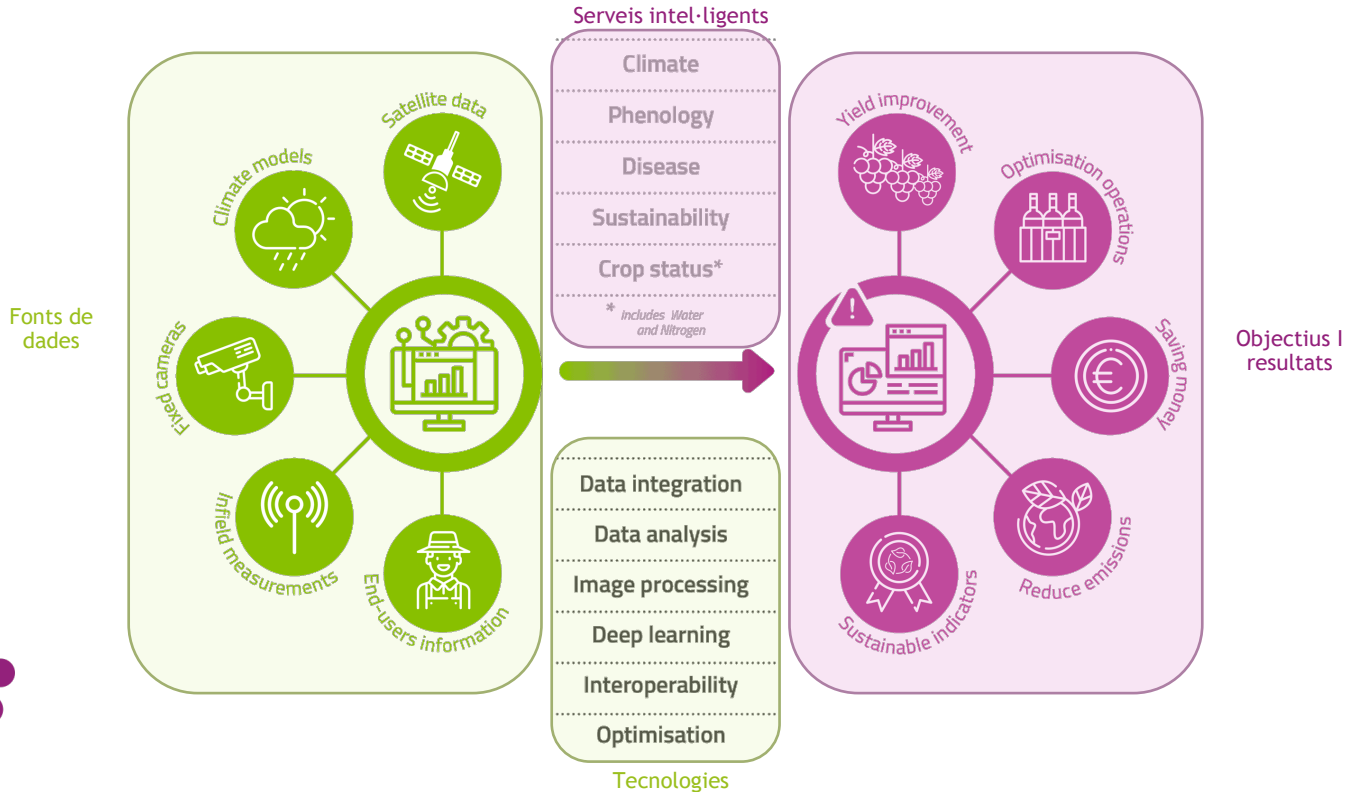 Serveis intel·ligents
Climate
Phenology
Disease
Sustainability
Crop status*
* Includes Water
and Nitrogen
Fonts de
dades
Satellite data
Climate models
Fixed cameras
Infield measurements
End-users information
Data integration
Data analysis
Image processing
Deep learning
Interoperability
Optimisation
Tecnologies
Yield improvement
Optimisation operations
Saving money
€
Reduce emissions
Sustainable indicators
Objectius I
resultats